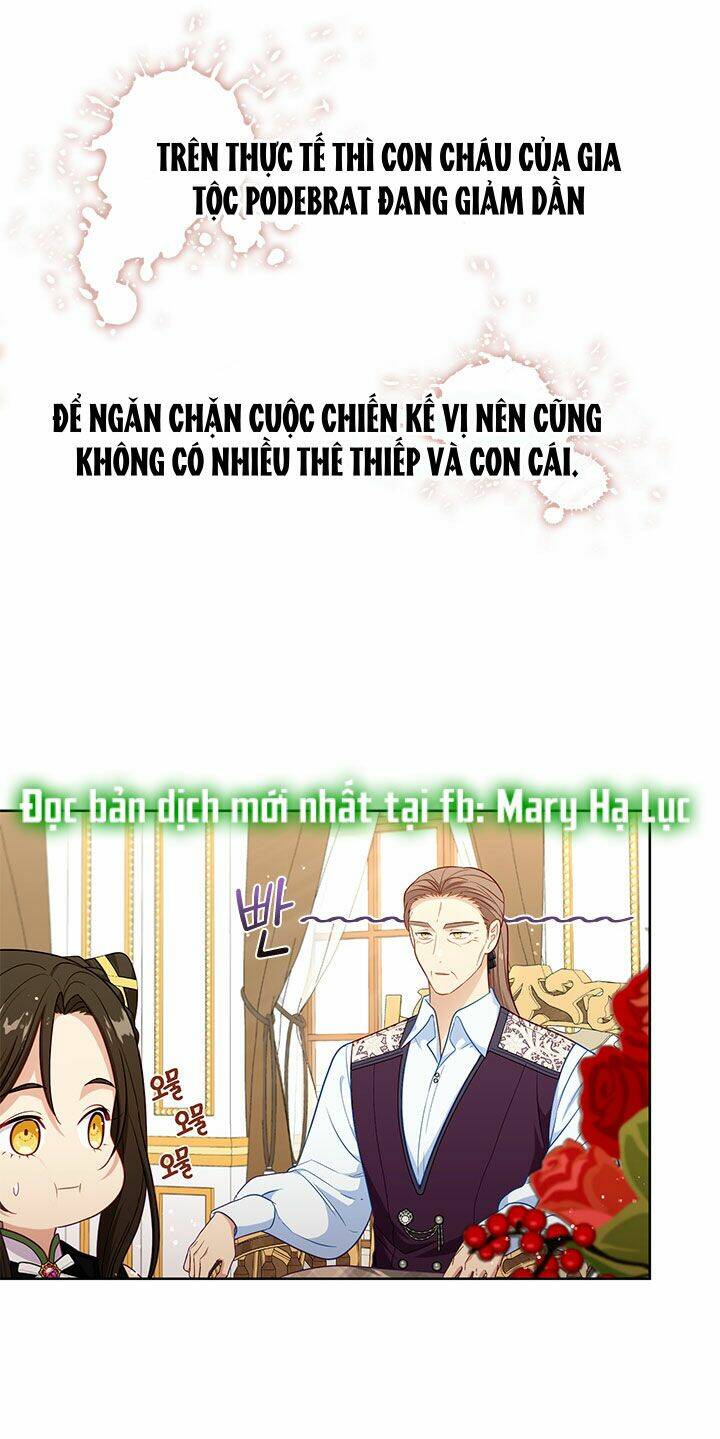 TRÊN THỰC TẾ THÌ CON CHÁU CỦA GIA
TỘC PODEBRAT ĐANG GIẢM DẦN
ĐỂ NGĂN CHẶN CUỘC CHIẾN KẾ VỊ NÊN CŨNG
KHÔNG CÓ NHIỀU THÊ THIẾP VÀ CON CÁI.
Đọc bản dịch mới nhất tại fb: Mary Hạ Lục
빤
오물
오물
오물